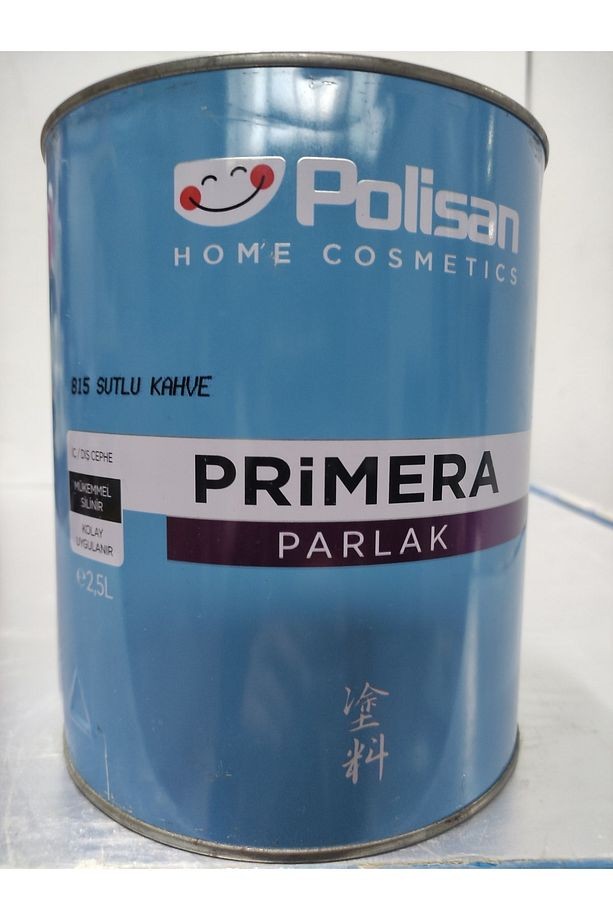 Polisan
HOME COSMETICS
815 SUTLU KAHVE
İÇ / DIŞ CEPHE
MÜKEMMEL
SİLİNİR
KOLAY
UYGULANIR
PRiMERA
PARLAK
℮2,5L
塗料